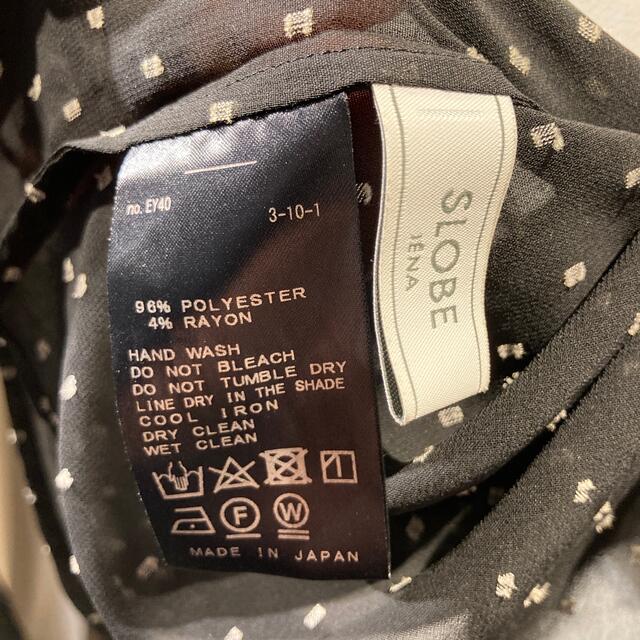 no. EY40
3-10-1
96% POLYESTER
4% RAYON
HAND WASH
DO NOT BLEACH
DO NOT TUMBLE DRY
LINE DRY IN THE SHADE
COOL IRON
DRY CLEAN
WET CLEAN
F W
MADE IN JAPAN
SLOBE
IÉNA